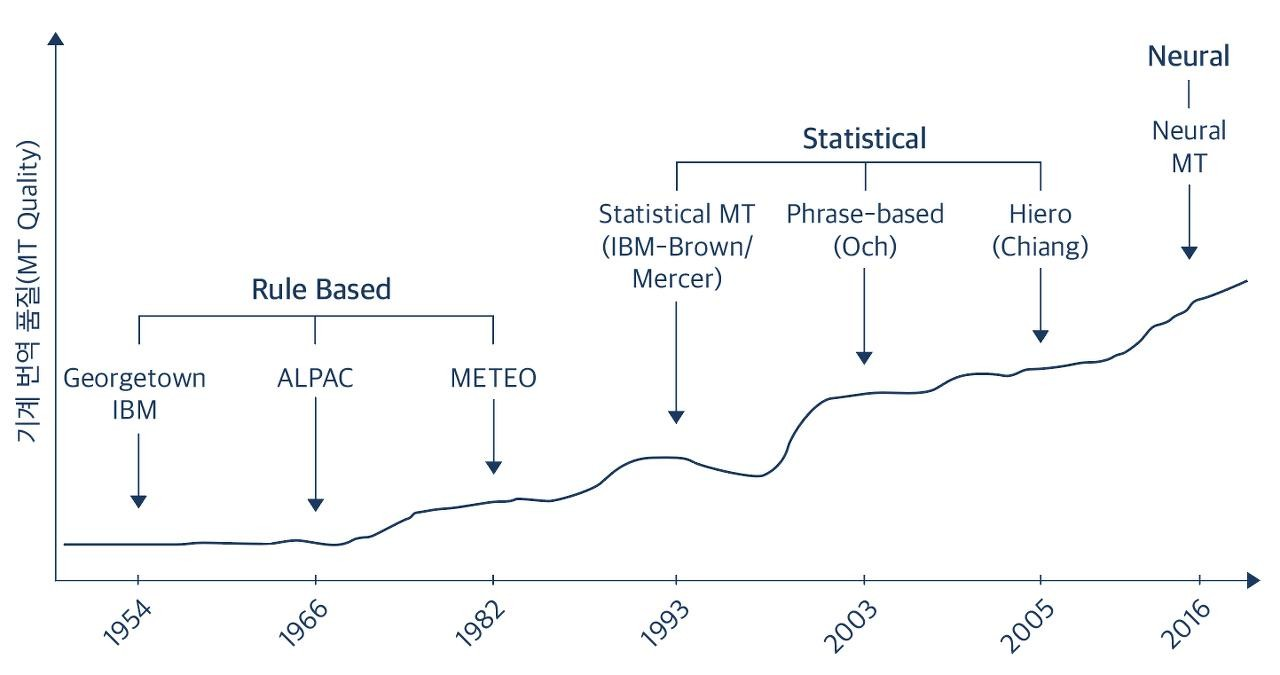 Neural
Neural
MT
Statistical
Statistical MT
(IBM-Brown/
Mercer)
Phrase-based
(Och)
Hiero
(Chiang)
Rule Based
Georgetown
IBM
ALPAC
METEO
기계 번역 품질(MT Quality)
1954
1966
1982
1993
2003
2005
2016